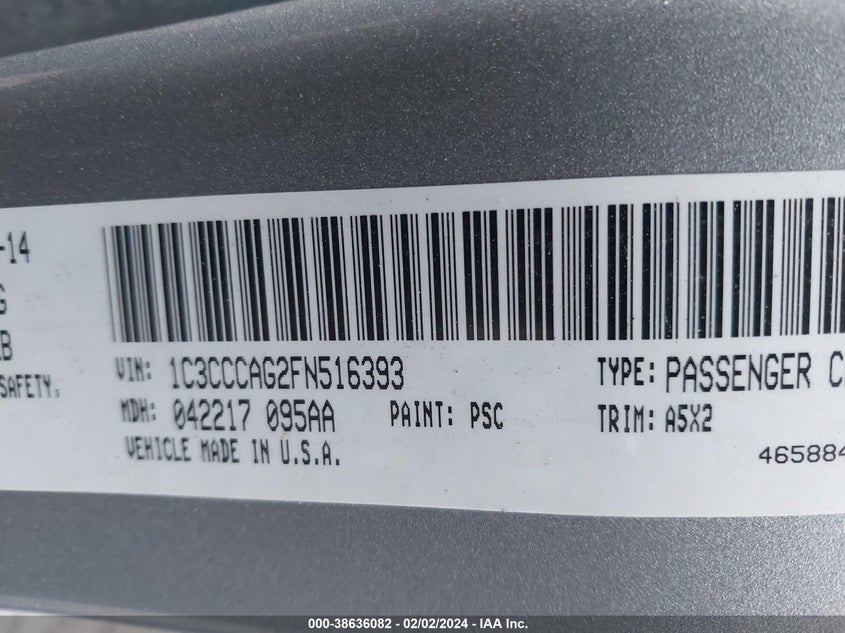 -14
G
B
SAFETY,
VIN: 1C3CCCAG2FN516393 TYPE: PASSENGER
MDH: 042217 095AA PAINT: PSC TRIM: A5X2
VEHICLE MADE IN U.S.A.
46588
000-38636082 - 02/02/2024 - IAA Inc.